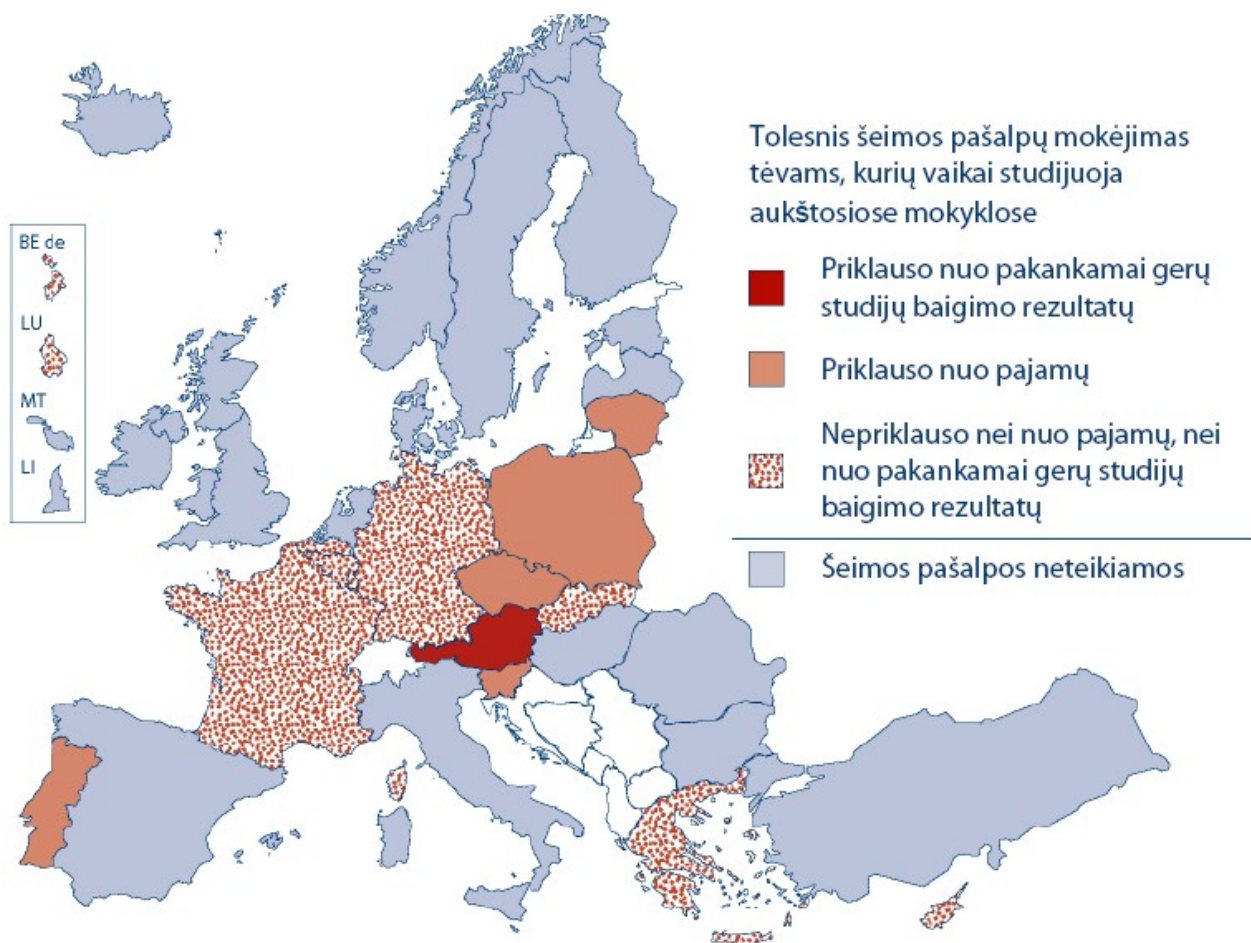 Tolesnis šeimos pašalpų mokėjimas
tėvams, kurių vaikai studijuoja
aukštosiose mokyklose
Priklauso nuo pakankamai gerų
studijų baigimo rezultatų
Priklauso nuo pajamų
Nepriklauso nei nuo pajamų, nei
nuo pakankamai gerų studijų
baigimo rezultatų
Šeimos pašalpos neteikiamos
BE de
LU
MT
LI